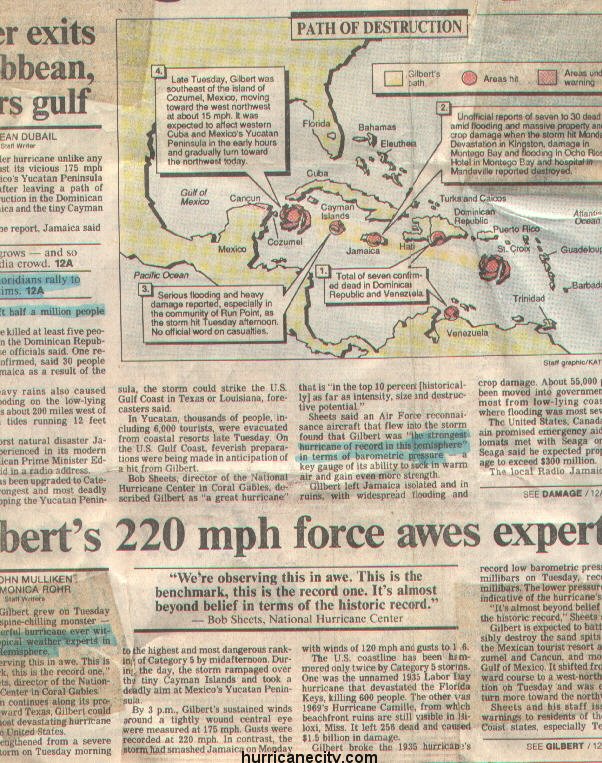 er exits
bbean,
rs gulf
EAN DUBAIL
Staff Writer
ler hurricane unlike any
ast its vicious 175 mph
ico's Yucatan Peninsula
after leaving a path of
uction in the Dominican
aica and the tiny Cayman
be report, Jamaica said
grows — and so
dia crowd. 12A
oridians rally to
ims. 12A
ft half a million people
e killed at least five peo-
n the Dominican Repub-
se officials said. One re-
nfirmed, said 30 people
maica as a result of the
eavy rains also caused
oding on the low-lying
s about 200 miles west of
tides running 12 feet
orst natural disaster Ja-
perienced in its modern
ican Prime Minister Ed
id in a radio address. Ed
as been upgraded to Cate-
rongest and most deadly
pping the Yucatan Penin-
PATH OF DESTRUCTION
Gilbert's
path
Areas hit
Areas und
warning
4.
Late Tuesday, Gilbert was
southeast of the island of
Cozumel, Mexico, moving
toward the west northwest
at about 15 mph. It was
expected to affect western
Cuba and Mexico's Yucatan
Peninsula in the early hours
and gradually turn toward
the northwest today.
2.
Unofficial reports of seven to 30 dead
amid flooding and massive property and
crop damage when the storm hit Monda
Devastation in Kingston, damage in
Montego Bay and flooding in Ocho Rios
Hotel in Montego Bay and hospital in
Mandeville reported destroyed.
Florida
Bahamas
Eleuthea
Gulf of
Mexico
Cuba
Cancun
Cayman
Islands
Turks and Caicos
Dominican
Republic
Atlantic
Ocean
Puerto Rico
Cozumel
Mexico
Jamaica
Hai
St. Croix
Guadeloup
Pacific Ocean
Barbado
1.
Total of seven confirm-
ed dead in Dominican
Republic and Venezuela.
3.
Serious flooding and heavy
damage reported, especially in
the community of Run Point, as
the storm hit Tuesday afternoon.
No official word on casualties.
Trinidad
Venezuela
Staff graphic/KAT
sula, the storm could strike the U.S.
Gulf Coast in Texas or Louisiana, fore-
casters said.
In Yucatan, thousands of people, in-
cluding 6,000 tourists, were evacuated
from coastal resorts late Tuesday. On
the U.S. Gulf Coast, feverish prepara-
tions were being made in anticipation of
a hit from Gilbert.
Bob Sheets, director of the National
Hurricane Center in Coral Gables, de-
scribed Gilbert as "a great hurricane"
that is "in the top 10 percent [historical-
ly] as far as intensity, size and destruc-
tive potential."
Sheets said an Air Force reconnai-
sance aircraft that flew into the storm
found that Gilbert was "the strongest
hurricane of record in this hemisphere"
in terms of barometric pressure
key gauge of its ability to suck in warm
air and gain even more strength.
Gilbert left Jamaica isolated and in
ruins, with widespread flooding and
crop damage. About 55,000 p
been moved into government
most from low-lying coast
where flooding was most sev
The United States, Canad
ain promised emergency aid
lomats met with Seaga on
Seaga said he expected prop
age to exceed $300 million.
The local Radio Jamaic
SEE DAMAGE /12A
bert's 220 mph force awes expert
OHN MULLIKEN
MONICA ROHR
Staff Writers
Gilbert grew on Tuesday
spine-chilling monster —
erful hurricane ever wit-
opical weather experts in
Hemisphere.
erving this in awe. This is
k, this is the record one."
ets, director of the Nation-
Center in Coral Gables
n continues along its pro-
ward Texas, Gilbert could
ost devastating hurricane
e United States.
engthened from a severe
torm on Tuesday morning
"We're observing this in awe. This is the
benchmark, this is the record one. It's almost
beyond belief in terms of the historic record."
— Bob Sheets, National Hurricane Center
to the highest and most dangerous rank-
ing of Category 5 by midafternoon. Dur-
ing the day, the storm rampaged over
the tiny Cayman Islands and took a
deadly aim at Mexico's Yucatan Penin-
sula.
By 3 p.m., Gilbert's sustained winds
around a tightly wound central eye
were measured at 175 mph. Gusts were
recorded at 220 mph. In contrast, the
storm had smashed Jamaica on Monday
with winds of 120 mph and gusts to
The U.S. coastline has been ham-
mered only twice by Category 5 storms.
One was the unnamed 1935 Labor Day
hurricane that devastated the Florida
Keys, killing 600 people. The other was
1969's Hurricane Camille, from which
beachfront ruins are still visible in Bi-
loxi, Miss. It left 256 dead and caused
$1.5 billion in damage.
Gilbert broke the 1935 hurricane's
record low barometric press
millibars on Tuesday, reco
millibars. The lower pressure
indicative of the hurricane's
"It's almost beyond belief
the historic record," Sheets s
Gilbert is expected to batt
sibly destroy the sand spits
the Mexican tourist resort a
zumel and Cancun, and mo
Gulf of Mexico. It shifted fro
ward course to a west-north
tion on Tuesday and was e
turn more toward the north
Sheets and his staff iss
warnings to residents of the
Coast states, especially Te
SEE GILBERT / 12
hurricanecity.com